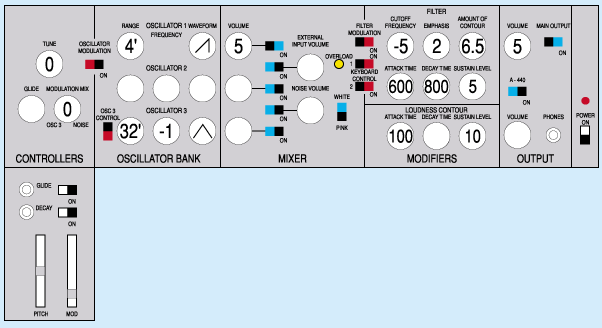 TUNE
0
GLIDE
MODULATION MIX
0
OSC 3
NOISE
CONTROLLERS
OSCILLATOR
MODULATION
ON
RANGE
OSCILLATOR 1
WAVEFORM
FREQUENCY
4'
OSCILLATOR 2
OSC 3
CONTROL
OSCILLATOR 3
32'
-1
ON
OSCILLATOR BANK
VOLUME
5
ON
ON
ON
ON
ON
EXTERNAL
INPUT VOLUME
OVERLOAD
NOISE VOLUME
WHITE
PINK
MIXER
FILTER
FILTER
MODULATION
ON
1
KEYBOARD
CONTROL
2
ON
CUTOFF
FREQUENCY
EMPHASIS
AMOUNT OF
CONTOUR
-5
2
6.5
ATTACK TIME
DECAY TIME
SUSTAIN LEVEL
600
800
5
LOUDNESS CONTOUR
ATTACK TIME
DECAY TIME
SUSTAIN LEVEL
100
10
MODIFIERS
VOLUME
MAIN OUTPUT
5
ON
A - 440
ON
VOLUME
PHONES
OUTPUT
POWER
ON
GLIDE
ON
DECAY
ON
PITCH
MOD